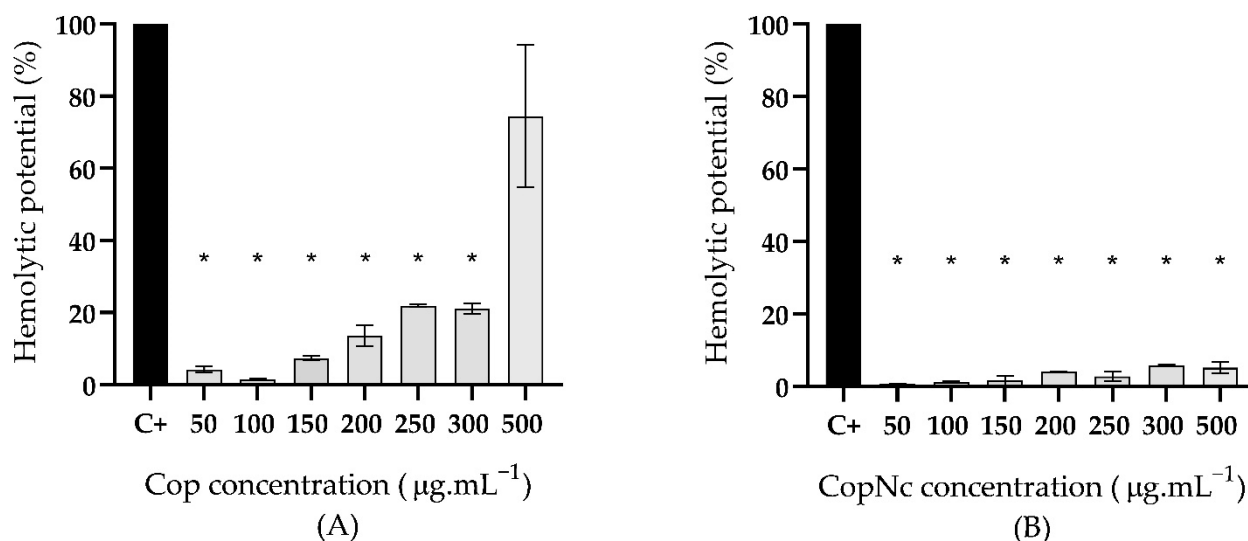 Hemolytic potential (%)
100
80
60
40
20
0
* * * * * *
C+ 50 100 150 200 250 300 500
Cop concentration ( µg.mL⁻¹)
(A)
Hemolytic potential (%)
100
80
60
40
20
0
* * * * * * *
C+ 50 100 150 200 250 300 500
CopNc concentration ( µg.mL⁻¹)
(B)